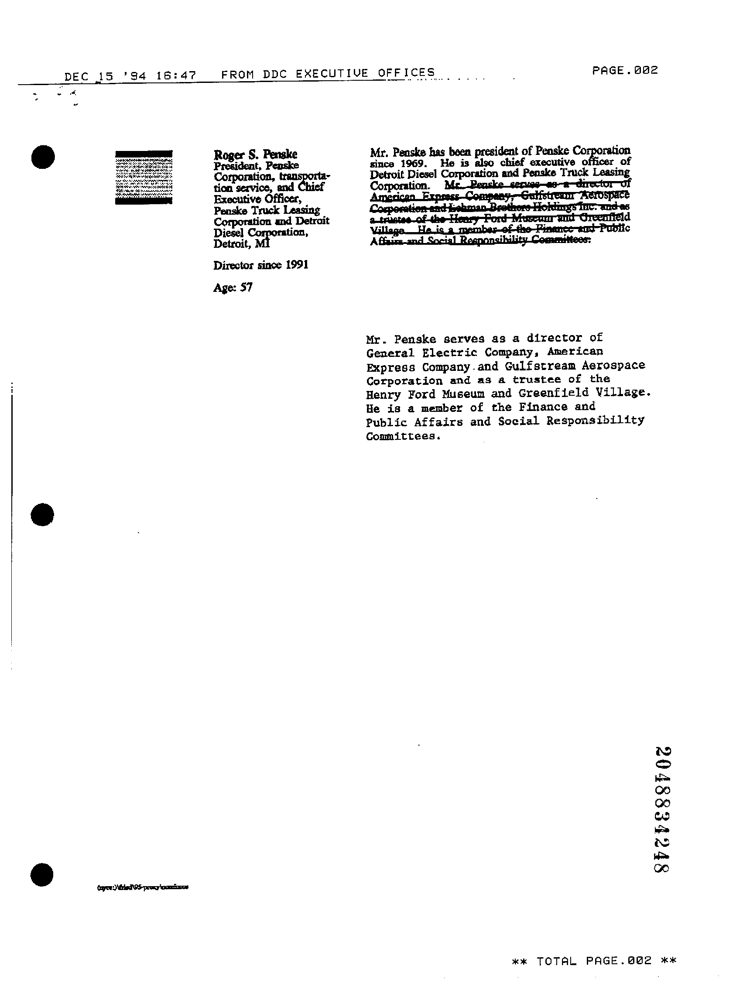 DEC 15 '94 16:47 FROM DDC EXECUTIVE OFFICES PAGE.002
Roger S. Penske
President, Penske
Corporation, transporta-
tion service, and Chief
Executive Officer,
Penske Truck Leasing
Corporation and Detroit
Diesel Corporation,
Detroit, MI
Director since 1991
Age: 57
Mr. Penske has been president of Penske Corporation
since 1969. He is also chief executive officer of
Detroit Diesel Corporation and Penske Truck Leasing
Corporation. Mr. Penske serves as a director of
American Express Company, Gulfstream Aerospace
Corporation and Lehman Brothers Holdings Inc. and as
a trustee of the Henry Ford Museum and Greenfield
Village. He is a member of the Finance and Public
Affairs and Social Responsibility Committees.
Mr. Penske serves as a director of
General Electric Company, American
Express Company and Gulfstream Aerospace
Corporation and as a trustee of the
Henry Ford Museum and Greenfield Village.
He is a member of the Finance and
Public Affairs and Social Responsibility
Committees.
2048834248
** TOTAL PAGE.002 **